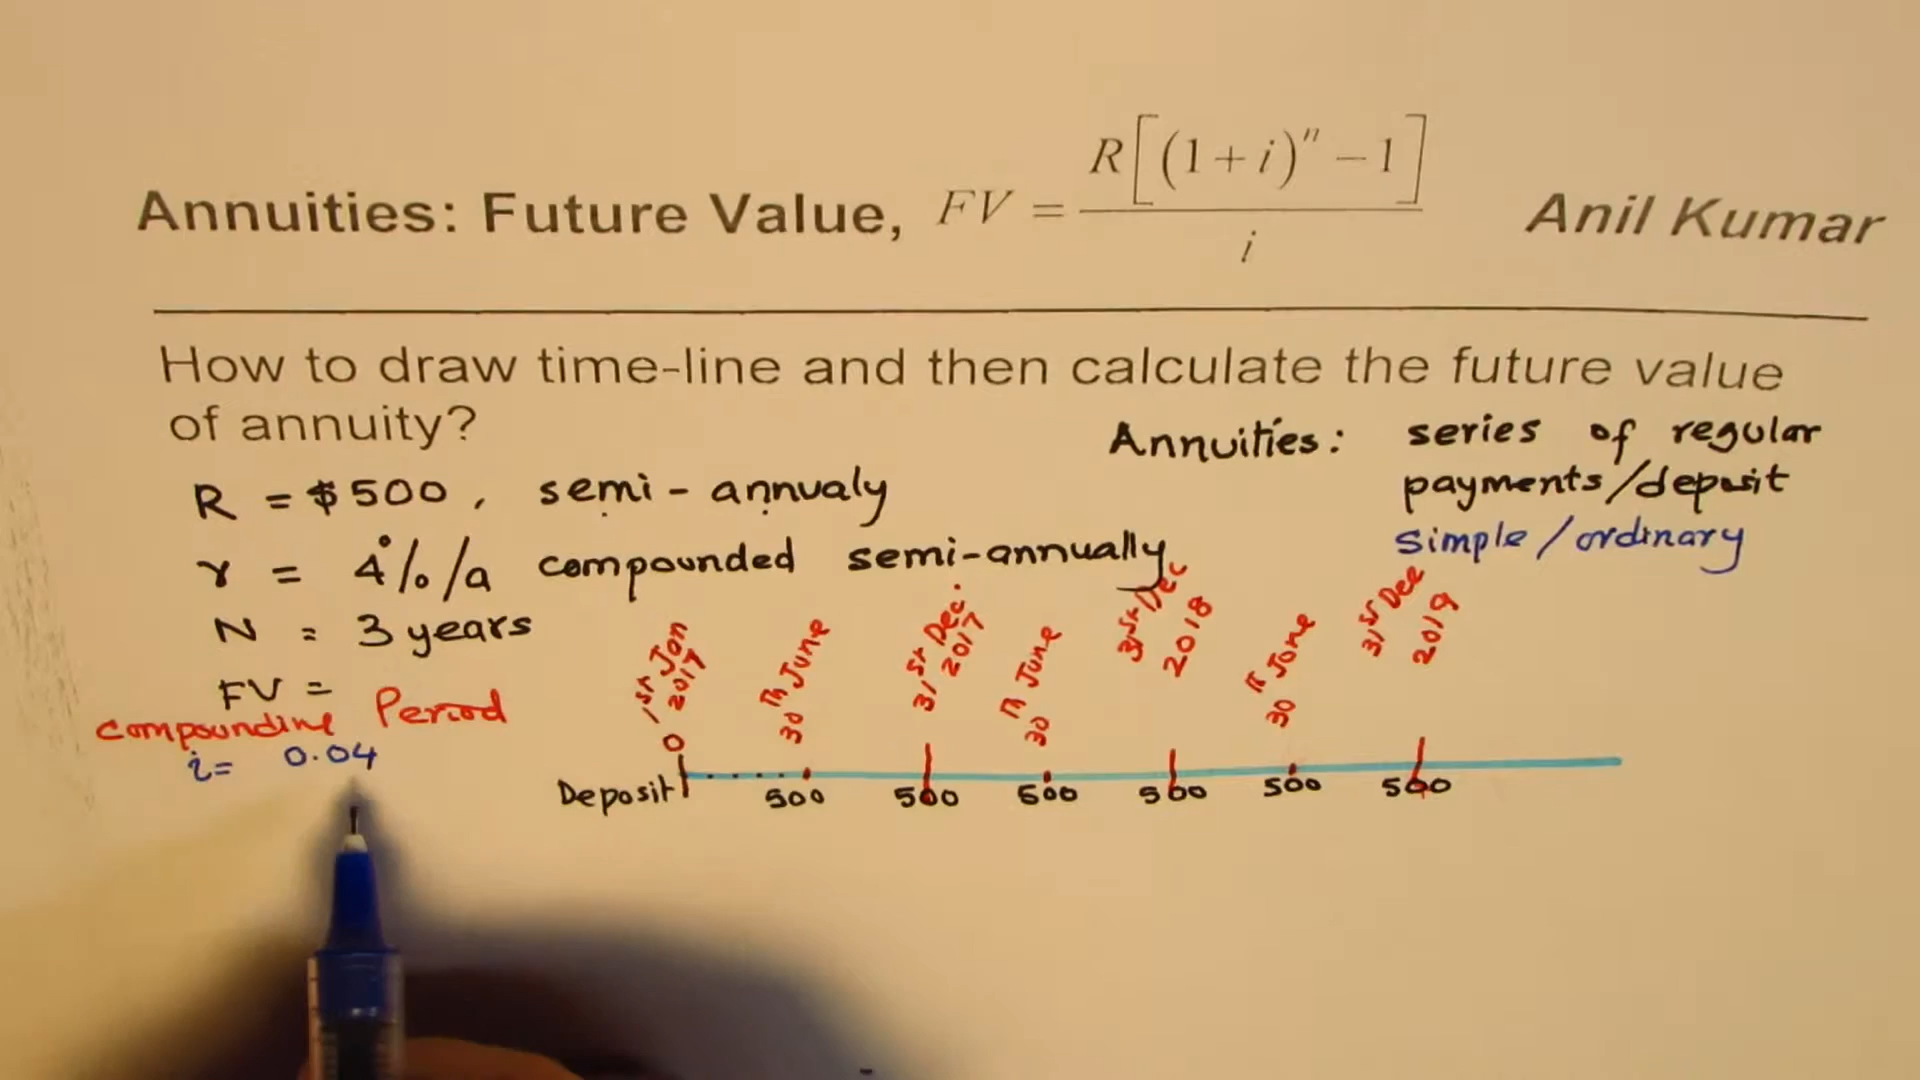 Annuities: Future Value, FV = R[(1+i)^n − 1] / i Anil Kumar
How to draw time-line and then calculate the future value
of annuity?
Annuities: series of regular
payments/deposit
simple/ordinary
R = $500, semi-annualy
r = 4%/a compounded semi-annually
N = 3 years
FV =
compounding Period
i = 0.04
1st Jan 2017
30th June
31st Dec. 2017
30th June
31st Dec 2018
30th June
31st Dec 2019
0
Deposit 500 500 500 500 500 500